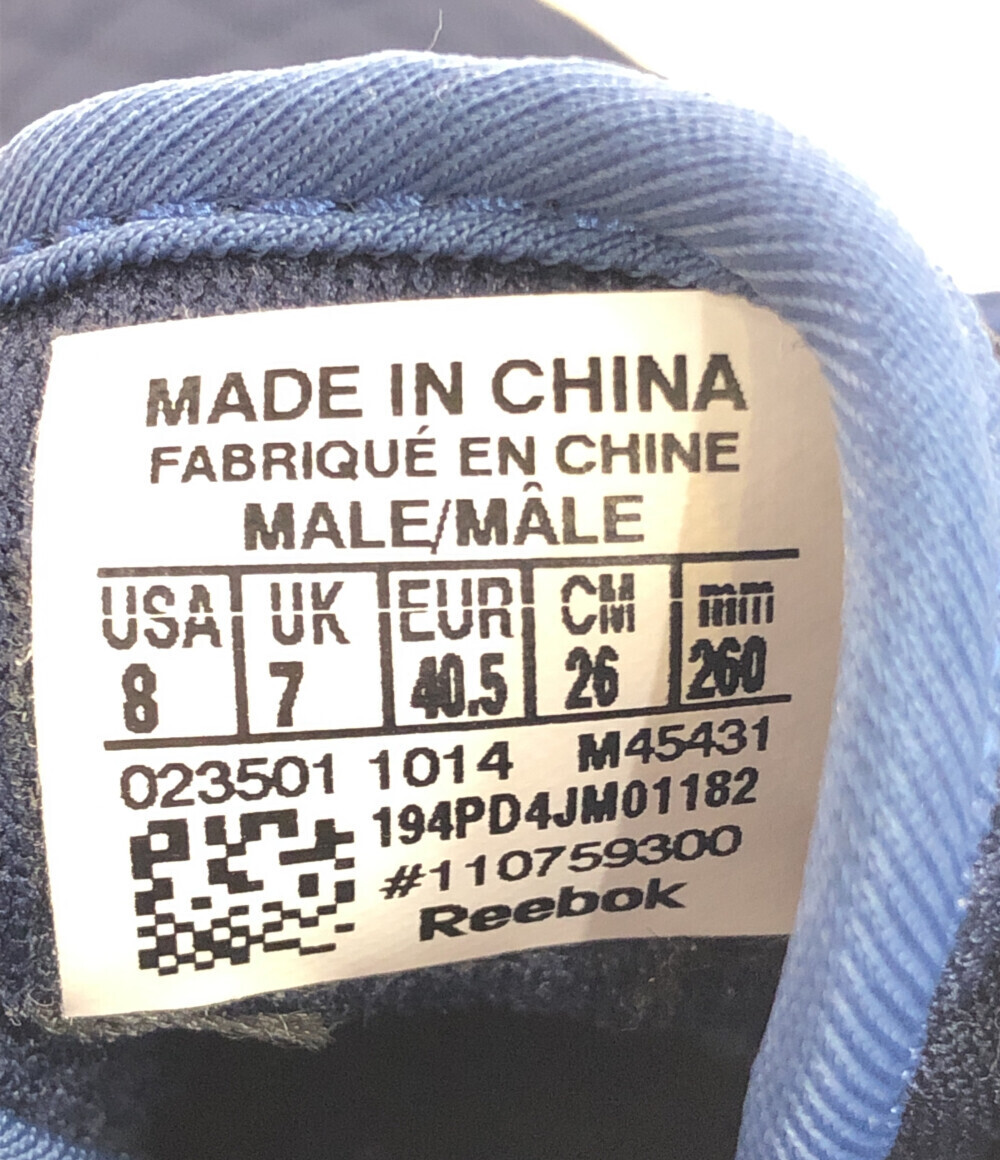 MADE IN CHINA
FABRIQUÉ EN CHINE
MALE/MÂLE
USA UK EUR CM mm
8 7 40.5 26 260
023501 1014 M45431
194PD4JM01182
#110759300
Reebok